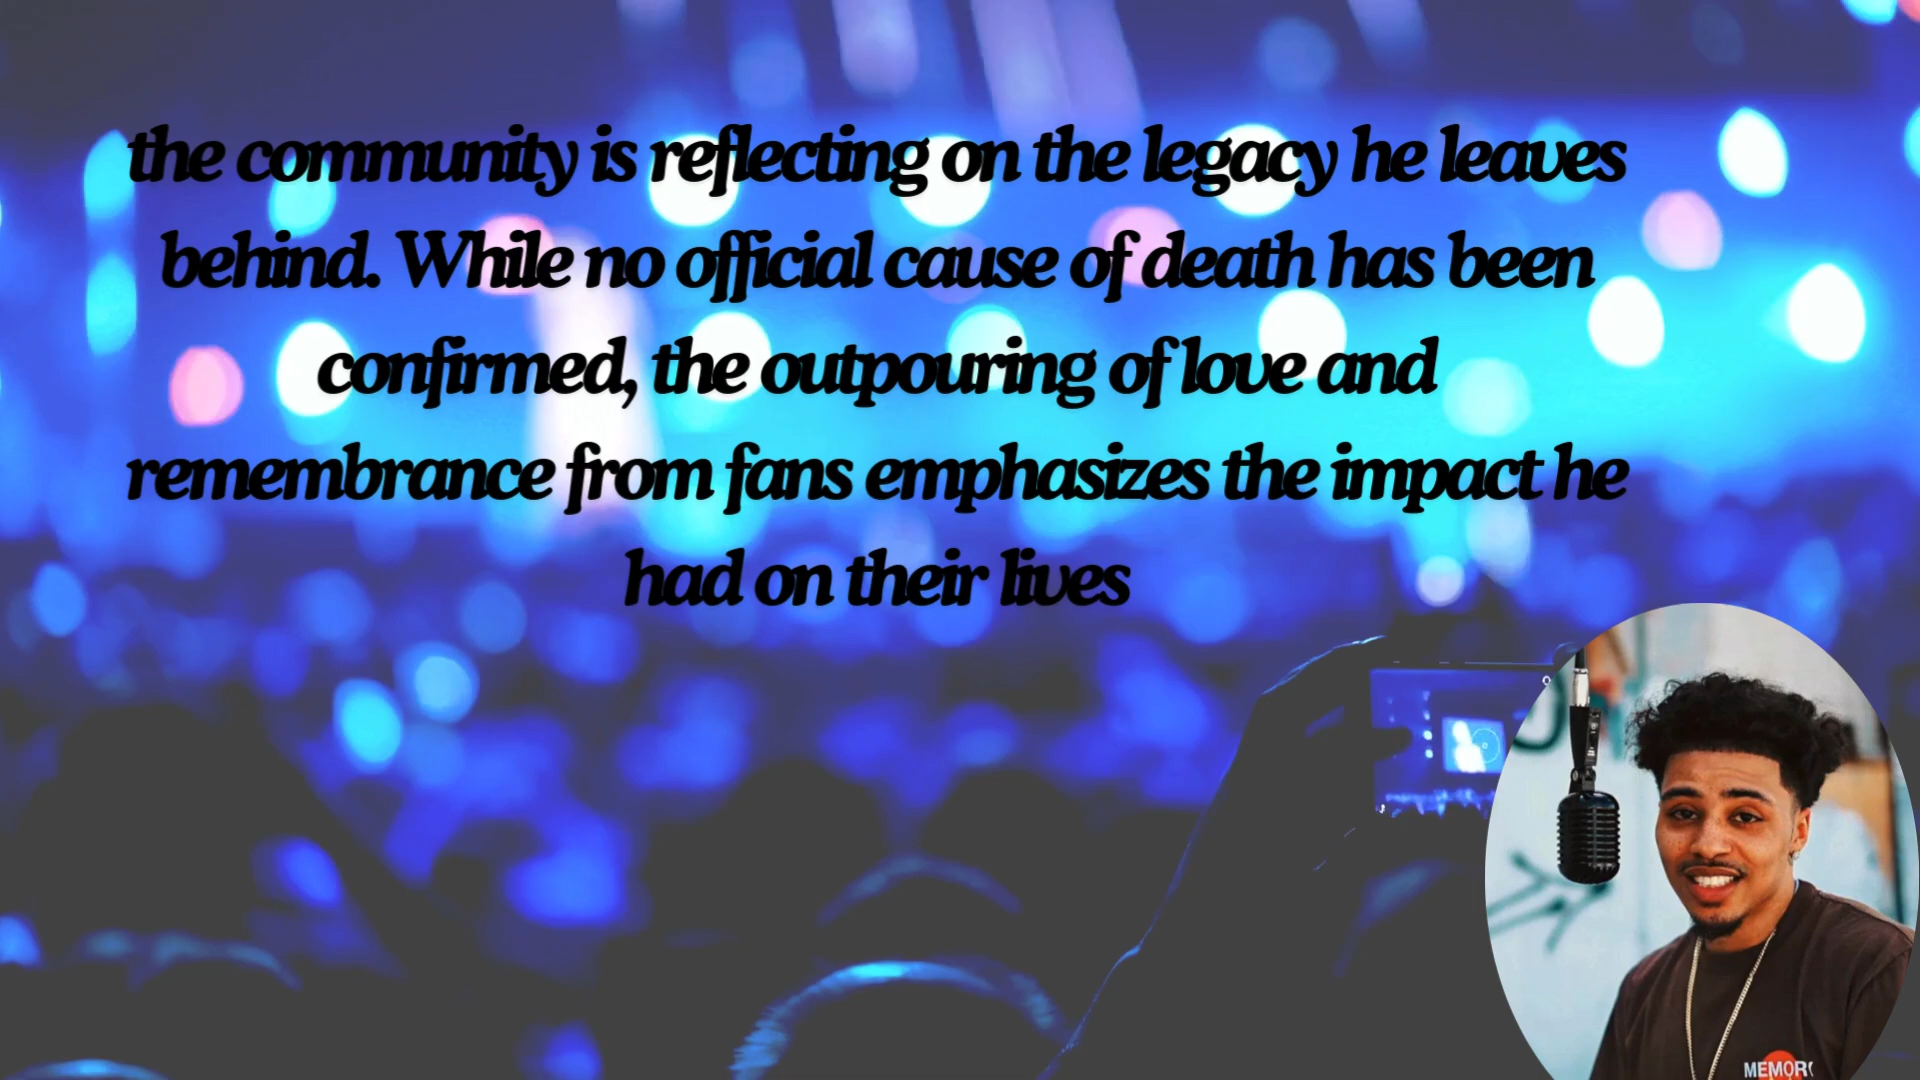 the community is reflecting on the legacy he leaves
behind. While no official cause of death has been
confirmed, the outpouring of love and
remembrance from fans emphasizes the impact he
had on their lives
MEMOR